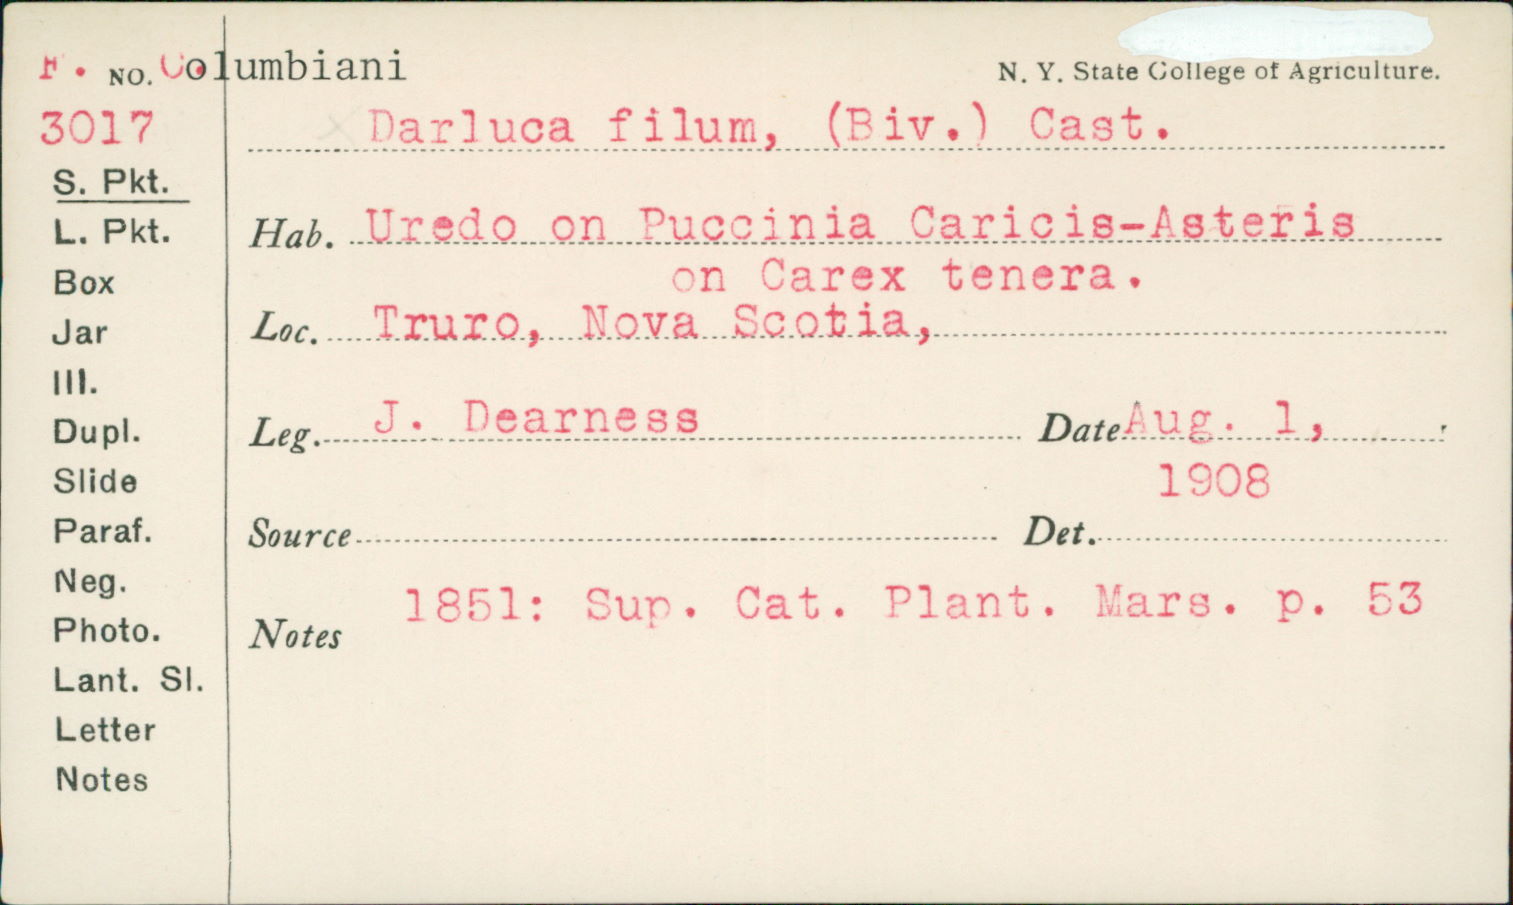 F. NO. Columbiani
N. Y. State College of Agriculture.
3017
Darluca filum, (Biv.) Cast.
S. Pkt.
L. Pkt.
Hab. Uredo on Puccinia Caricis-Asteris
on Carex tenera.
Box
Jar
Loc. Truro, Nova Scotia,
Ill.
Dupl.
Leg. J. Dearness Date Aug. 1,
1908
Slide
Paraf.
Source Det.
Neg.
Notes 1851: Sup. Cat. Plant. Mars. p. 53
Photo.
Lant. Sl.
Letter
Notes